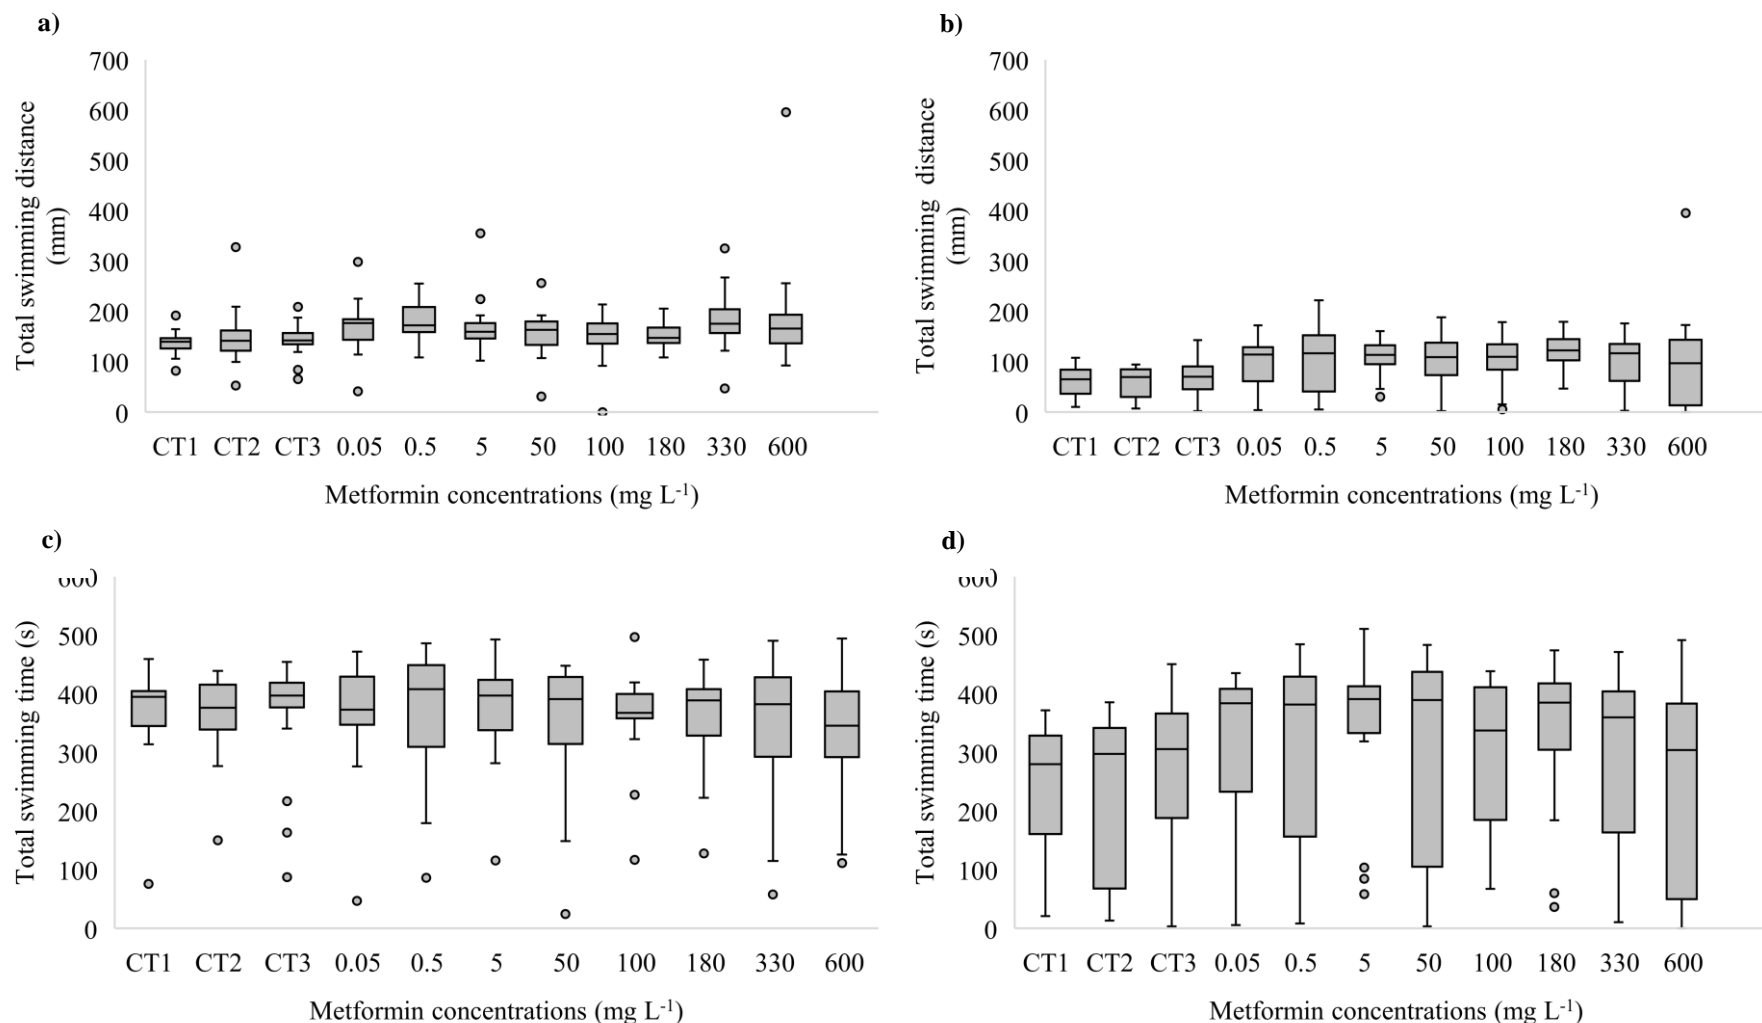 a)
Total swimming distance
(mm)
700
600
500
400
300
200
100
0
CT1 CT2 CT3 0.05 0.5 5 50 100 180 330 600
Metformin concentrations (mg L⁻¹)
b)
Total swimming distance
(mm)
700
600
500
400
300
200
100
0
CT1 CT2 CT3 0.05 0.5 5 50 100 180 330 600
Metformin concentrations (mg L⁻¹)
c)
Total swimming time (s)
600
500
400
300
200
100
0
CT1 CT2 CT3 0.05 0.5 5 50 100 180 330 600
Metformin concentrations (mg L⁻¹)
d)
Total swimming time (s)
600
500
400
300
200
100
0
CT1 CT2 CT3 0.05 0.5 5 50 100 180 330 600
Metformin concentrations (mg L⁻¹)